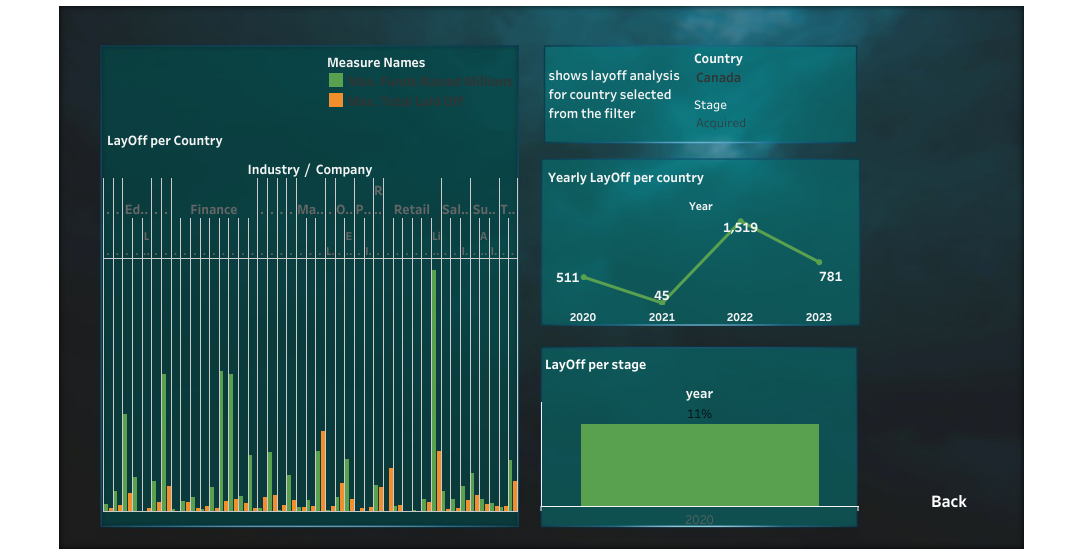 Measure Names
LayOff per Country
Industry / Company
R
Ed.. Finance Ma.. O.. P.. Retail Sal.. Su.. T..
L E Li A
shows layoff analysis
for country selected
from the filter
Country
Canada
Stage
Acquired
Yearly LayOff per country
Year
1,519
511
781
45
2020 2021 2022 2023
LayOff per stage
year
11%
2020
Back